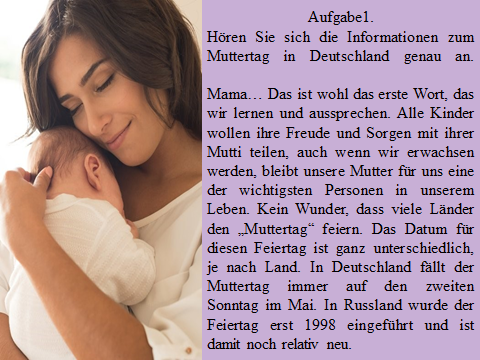 Aufgabe1.
Hören Sie sich die Informationen zum
Muttertag in Deutschland genau an.
Mama… Das ist wohl das erste Wort, das
wir lernen und aussprechen. Alle Kinder
wollen ihre Freude und Sorgen mit ihrer
Mutti teilen, auch wenn wir erwachsen
werden, bleibt unsere Mutter für uns eine
der wichtigsten Personen in unserem
Leben. Kein Wunder, dass viele Länder
den „Muttertag“ feiern. Das Datum für
diesen Feiertag ist ganz unterschiedlich,
je nach Land. In Deutschland fällt der
Muttertag immer auf den zweiten
Sonntag im Mai. In Russland wurde der
Feiertag erst 1998 eingeführt und ist
damit noch relativ neu.